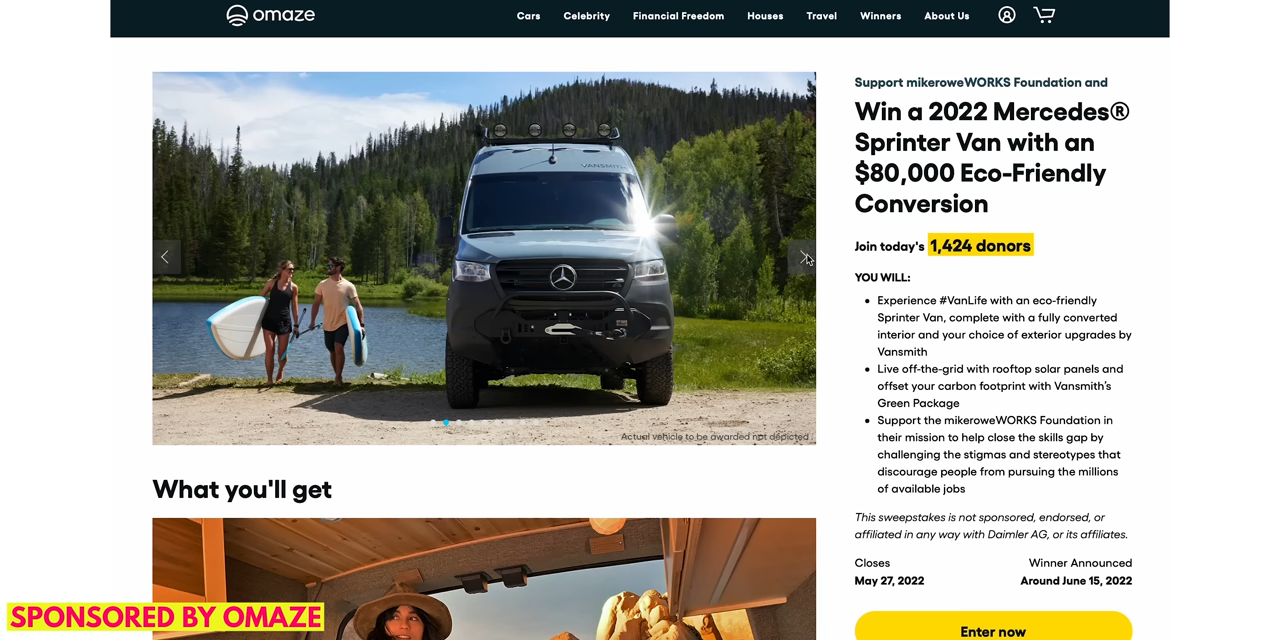 omaze
Cars Celebrity Financial Freedom Houses Travel Winners About Us
VANSMITH
Actual vehicle to be awarded not depicted
What you'll get
Support mikeroweWORKS Foundation and
Win a 2022 Mercedes®
Sprinter Van with an
$80,000 Eco-Friendly
Conversion
Join today's 1,424 donors
YOU WILL:
• Experience #VanLife with an eco-friendly
Sprinter Van, complete with a fully converted
interior and your choice of exterior upgrades by
Vansmith
• Live off-the-grid with rooftop solar panels and
offset your carbon footprint with Vansmith's
Green Package
• Support the mikeroweWORKS Foundation in
their mission to help close the skills gap by
challenging the stigmas and stereotypes that
discourage people from pursuing the millions
of available jobs
This sweepstakes is not sponsored, endorsed, or
affiliated in any way with Daimler AG, or its affiliates.
Closes Winner Announced
May 27, 2022 Around June 15, 2022
Enter now
SPONSORED BY OMAZE